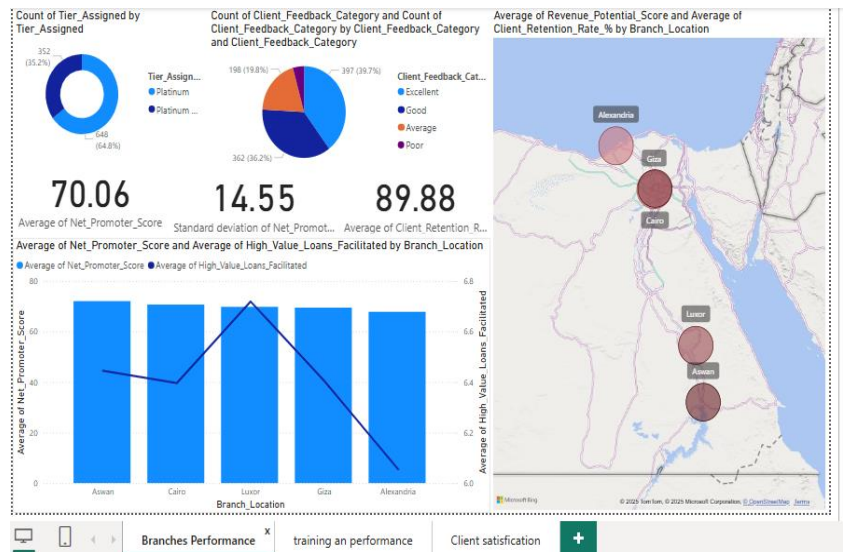 Count of Tier_Assigned by
Tier_Assigned
352
(35.2%)
648
(64.8%)
Tier_Assign...
Platinum
Platinum ...
Count of Client_Feedback_Category and Count of
Client_Feedback_Category by Client_Feedback_Category
and Client_Feedback_Category
198 (19.8%)
397 (39.7%)
362 (36.2%)
Client_Feedback_Cat...
Excellent
Good
Average
Poor
70.06
Average of Net_Promoter_Score
14.55
Standard deviation of Net_Promot...
89.88
Average of Client_Retention_R...
Average of Net_Promoter_Score and Average of High_Value_Loans_Facilitated by Branch_Location
Average of Net_Promoter_Score
Average of High_Value_Loans_Facilitated
Average of Net_Promoter_Score
80
60
40
20
0
Aswan
Cairo
Luxor
Giza
Alexandria
Branch_Location
6.8
6.6
6.4
6.2
6.0
Average of High_Value_Loans_Facilitated
Average of Revenue_Potential_Score and Average of
Client_Retention_Rate_% by Branch_Location
Alexandria
Giza
Cairo
Luxor
Aswan
Microsoft Bing
© 2025 TomTom, © 2025 Microsoft Corporation, © OpenStreetMap Terms
Branches Performance
x
training an performance
Client satisfication
+